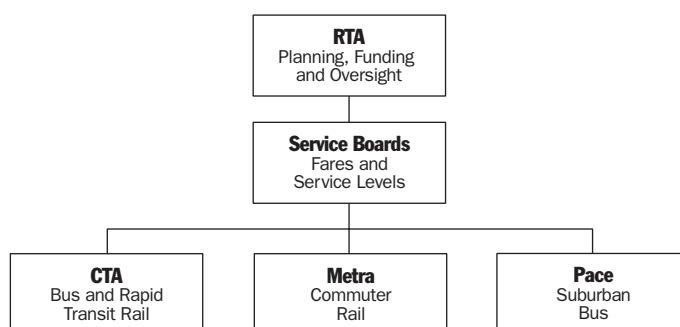 RTA
Planning, Funding
and Oversight
Service Boards
Fares and
Service Levels
CTA
Bus and Rapid
Transit Rail
Metra
Commuter
Rail
Pace
Suburban
Bus